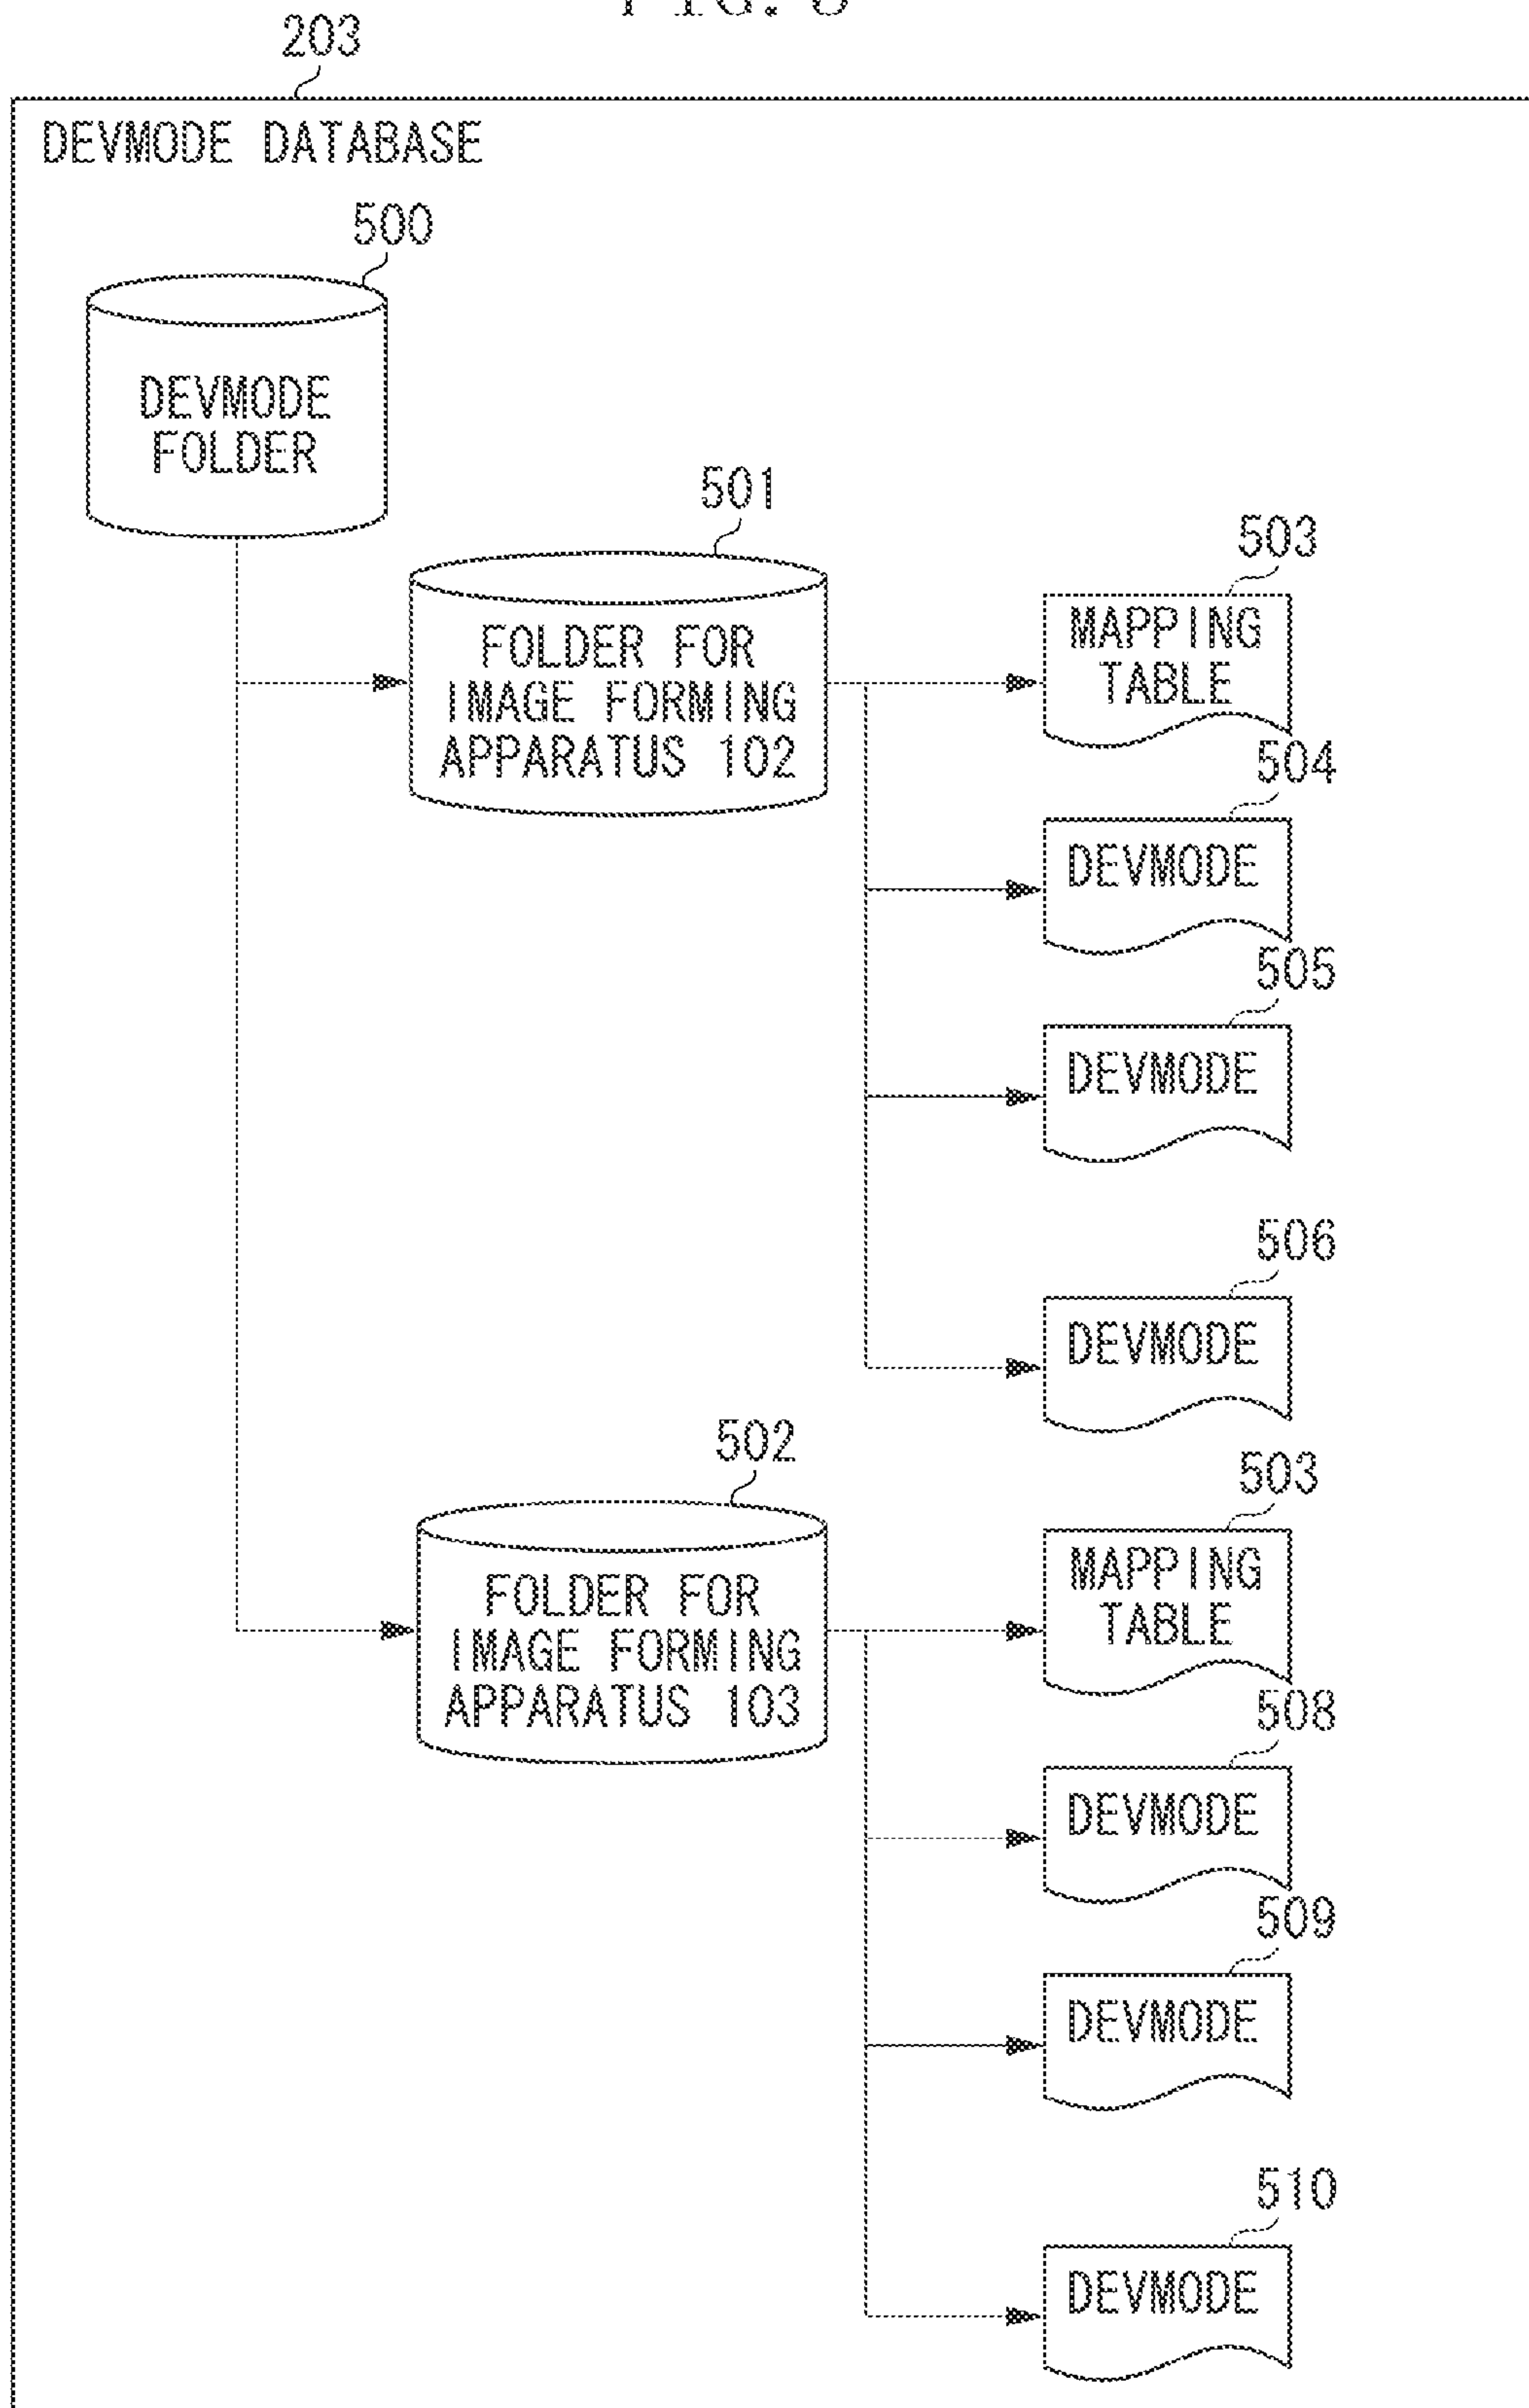 203
DEVMODE DATABASE
500
DEVMODE
FOLDER
501
FOLDER FOR
IMAGE FORMING
APPARATUS 102
503
MAPPING
TABLE
504
DEVMODE
505
DEVMODE
506
DEVMODE
502
FOLDER FOR
IMAGE FORMING
APPARATUS 103
503
MAPPING
TABLE
508
DEVMODE
509
DEVMODE
510
DEVMODE